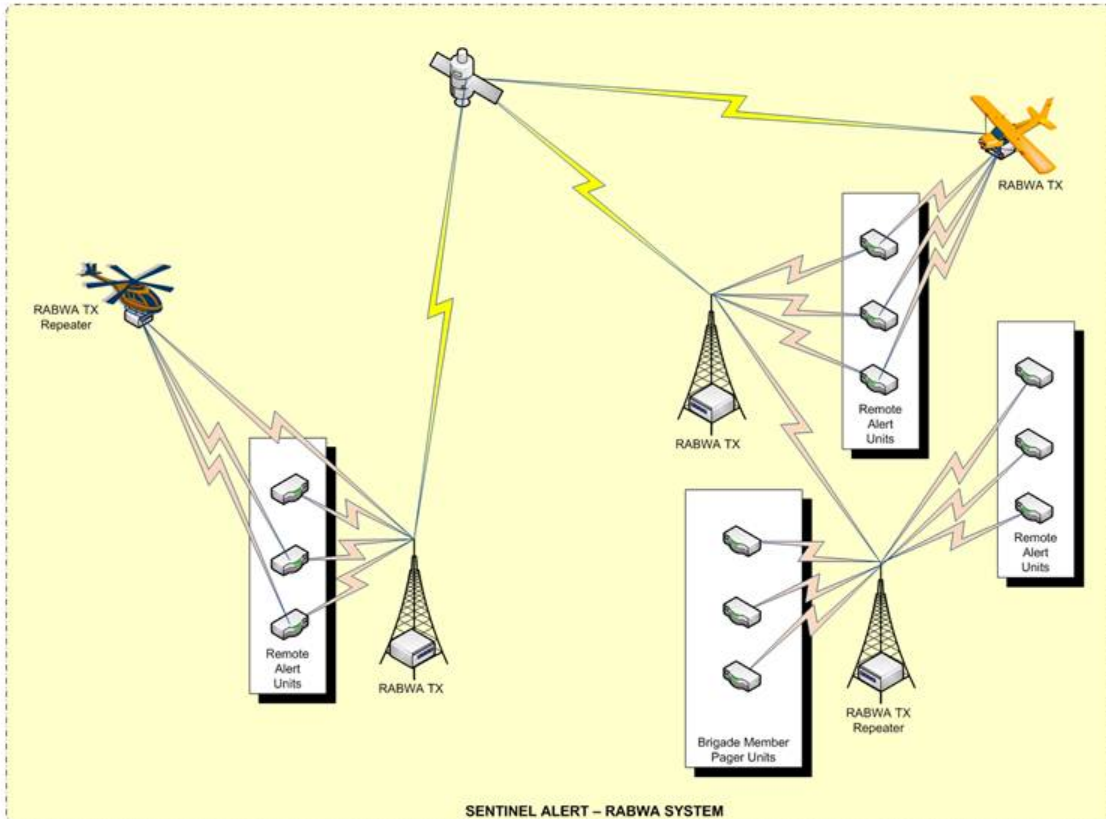 RABWA TX
RABWA TX
Repeater
RABWA TX
Remote
Alert
Units
Remote
Alert
Units
Remote
Alert
Units
RABWA TX
RABWA TX
Repeater
Brigade Member
Pager Units
SENTINEL ALERT – RABWA SYSTEM